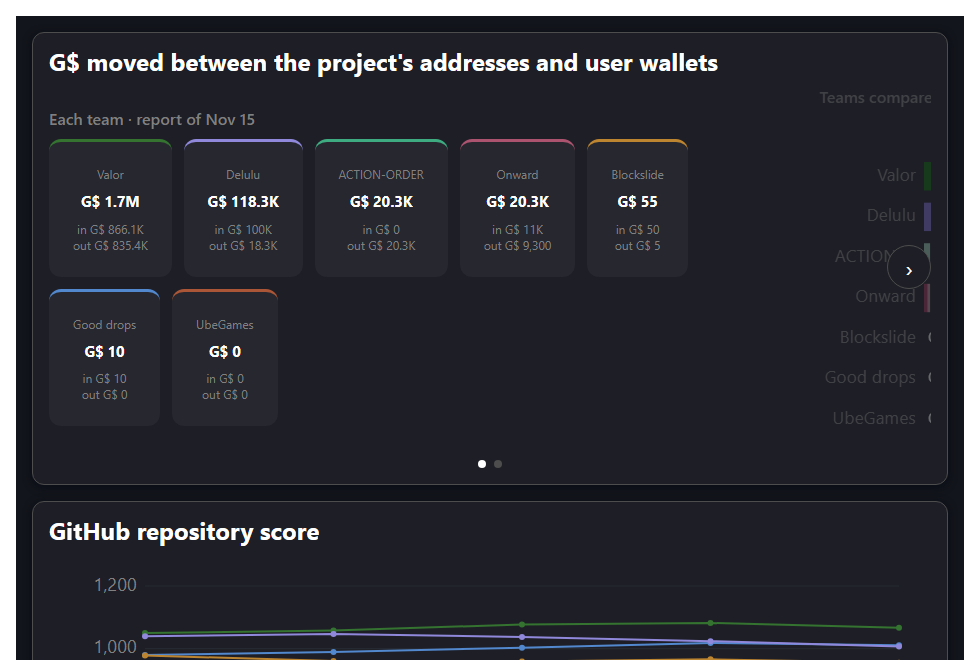 G$ moved between the project's addresses and user wallets
Teams compare
Each team · report of Nov 15
Valor
G$ 1.7M
in G$ 866.1K
out G$ 835.4K
Delulu
G$ 118.3K
in G$ 100K
out G$ 18.3K
ACTION-ORDER
G$ 20.3K
in G$ 0
out G$ 20.3K
Onward
G$ 20.3K
in G$ 11K
out G$ 9,300
Blockslide
G$ 55
in G$ 50
out G$ 5
Good drops
G$ 10
in G$ 10
out G$ 0
UbeGames
G$ 0
in G$ 0
out G$ 0
Valor
Delulu
ACTION
Onward
Blockslide
Good drops
UbeGames
GitHub repository score
1,200
1,000